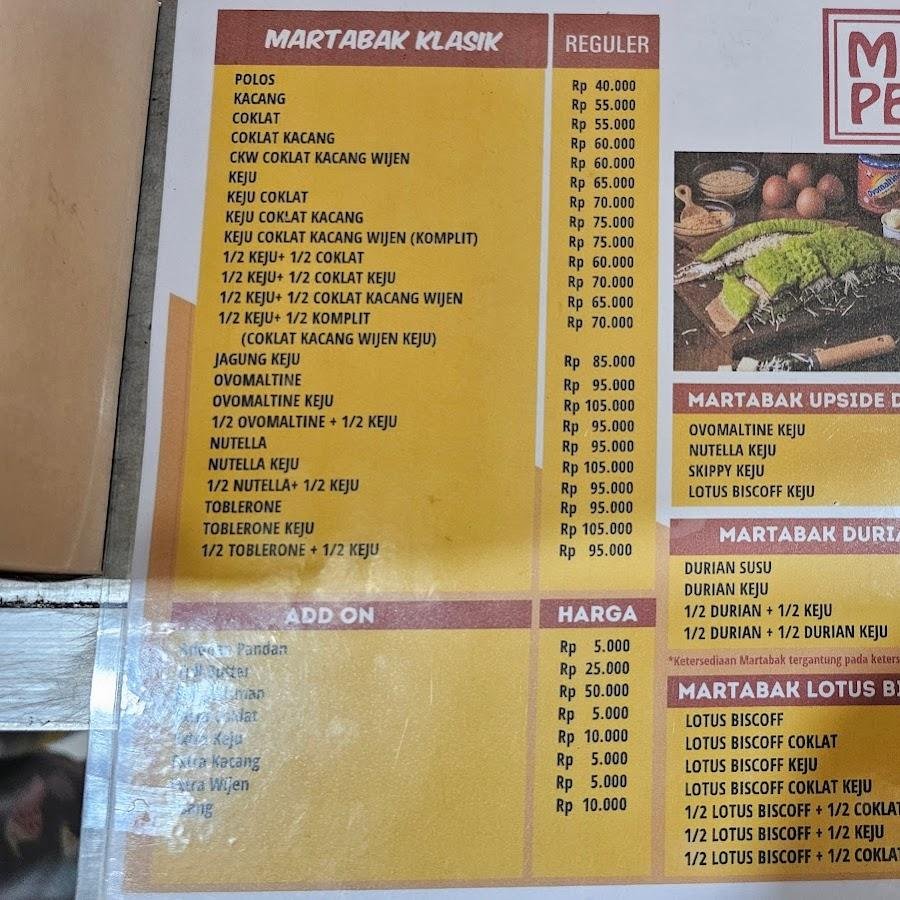 MARTABAK KLASIK REGULER
POLOS Rp 40.000
KACANG Rp 55.000
COKLAT Rp 55.000
COKLAT KACANG Rp 60.000
CKW COKLAT KACANG WIJEN Rp 60.000
KEJU Rp 65.000
KEJU COKLAT Rp 70.000
KEJU COKLAT KACANG Rp 75.000
KEJU COKLAT KACANG WIJEN (KOMPLIT) Rp 75.000
1/2 KEJU+ 1/2 COKLAT Rp 60.000
1/2 KEJU+ 1/2 COKLAT KEJU Rp 70.000
1/2 KEJU+ 1/2 COKLAT KACANG WIJEN Rp 65.000
1/2 KEJU+ 1/2 KOMPLIT Rp 70.000
(COKLAT KACANG WIJEN KEJU)
JAGUNG KEJU Rp 85.000
OVOMALTINE Rp 95.000
OVOMALTINE KEJU Rp 105.000
1/2 OVOMALTINE + 1/2 KEJU Rp 95.000
NUTELLA Rp 95.000
NUTELLA KEJU Rp 105.000
1/2 NUTELLA+ 1/2 KEJU Rp 95.000
TOBLERONE Rp 95.000
TOBLERONE KEJU Rp 105.000
1/2 TOBLERONE + 1/2 KEJU Rp 95.000
ADD ON HARGA
Pandan Rp 5.000
Butter Rp 25.000
Rp 50.000
Extra Coklat Rp 5.000
Extra Keju Rp 10.000
Extra Kacang Rp 5.000
Extra Wijen Rp 5.000
Rp 10.000
M
PE
Ovomaltine
MARTABAK UPSIDE D
OVOMALTINE KEJU
NUTELLA KEJU
SKIPPY KEJU
LOTUS BISCOFF KEJU
MARTABAK DURIA
DURIAN SUSU
DURIAN KEJU
1/2 DURIAN + 1/2 KEJU
1/2 DURIAN + 1/2 DURIAN KEJU
*Ketersediaan Martabak tergantung pada keters
MARTABAK LOTUS BI
LOTUS BISCOFF
LOTUS BISCOFF COKLAT
LOTUS BISCOFF KEJU
LOTUS BISCOFF COKLAT KEJU
1/2 LOTUS BISCOFF + 1/2 COKLAT
1/2 LOTUS BISCOFF + 1/2 KEJU
1/2 LOTUS BISCOFF + 1/2 COKLAT